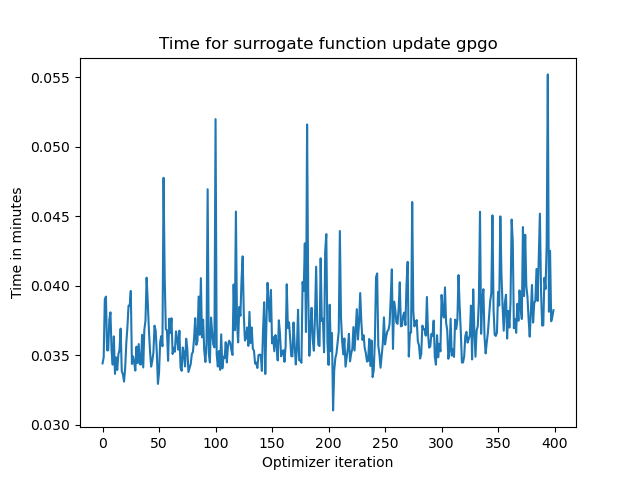 Time for surrogate function update gpgo
0.055
0.050
0.045
0.040
0.035
0.030
Time in minutes
0 50 100 150 200 250 300 350 400
Optimizer iteration